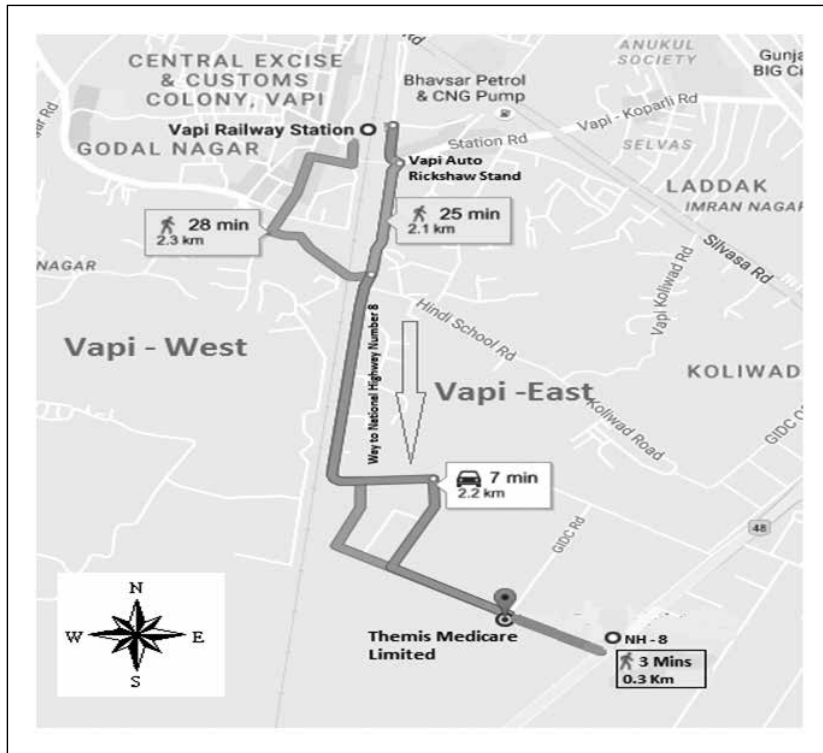 ANUKUL
SOCIETY
Gunja
BIG Ci
Rd
CENTRAL EXCISE
& CUSTOMS
COLONY, VAPI
Bhavsar Petrol
& CNG Pump
Vapi - Koparli Rd
Vapi Railway Station
Station Rd
GODAL NAGAR
SELVAS
Vapi Auto
Rickshaw Stand
LADDAK
IMRAN NAGAR
28 min
2.3 km
25 min
2.1 km
Silvasa Rd
NAGAR
Vapi Koliwad Rd
Hindi School Rd
Vapi - West
Way to National Highway Number 8
Vapi -East
KOLIWAD
Koliwad Road
GIDC
7 min
2.2 km
48
GIDC Rd
N
W
E
S
Themis Medicare
Limited
NH - 8
3 Mins
0.3 Km